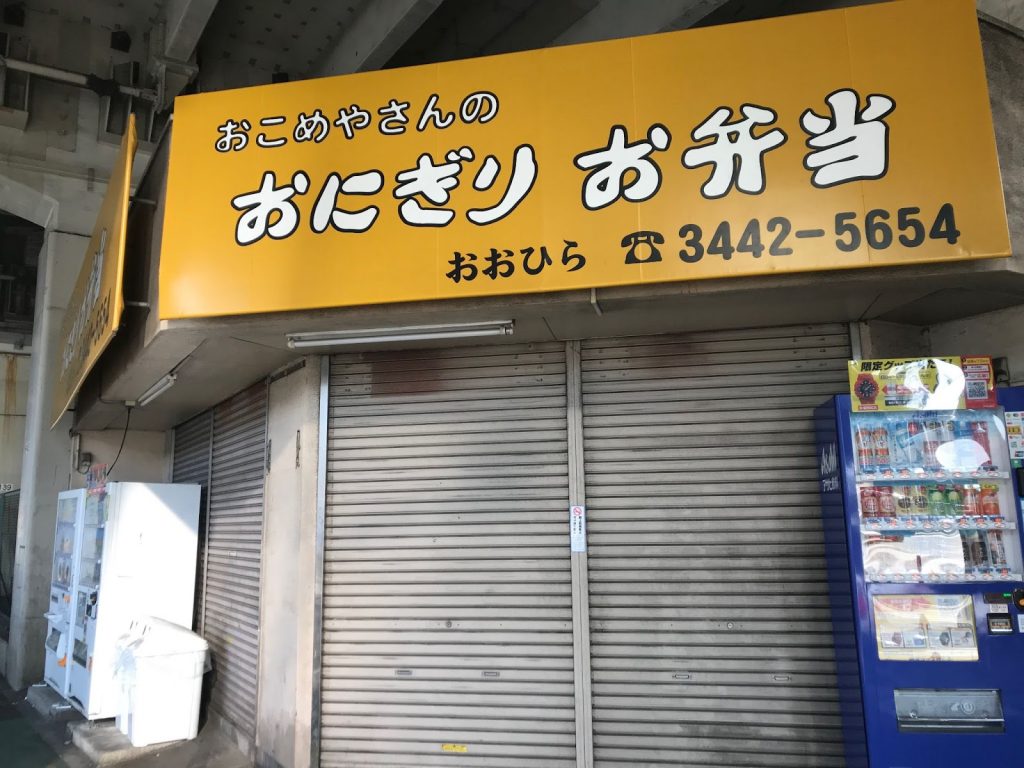 おこめやさんの
おにぎり お弁当
おおひら ☎3442-5654
Asahi